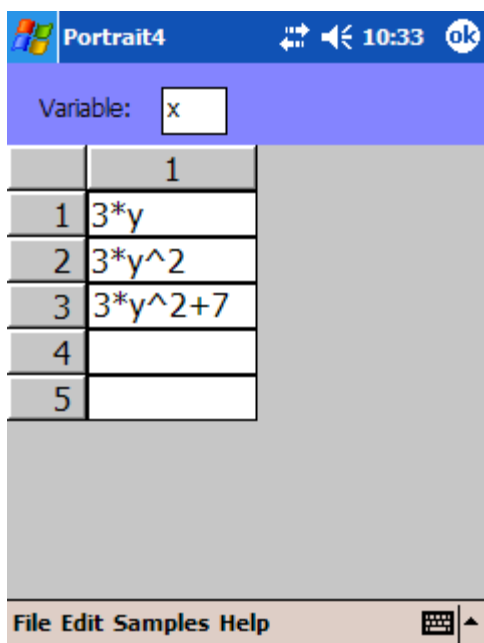 Portrait4 10:33 ok
Variable: x
1
1 3*y
2 3*y^2
3 3*y^2+7
4
5
File Edit Samples Help